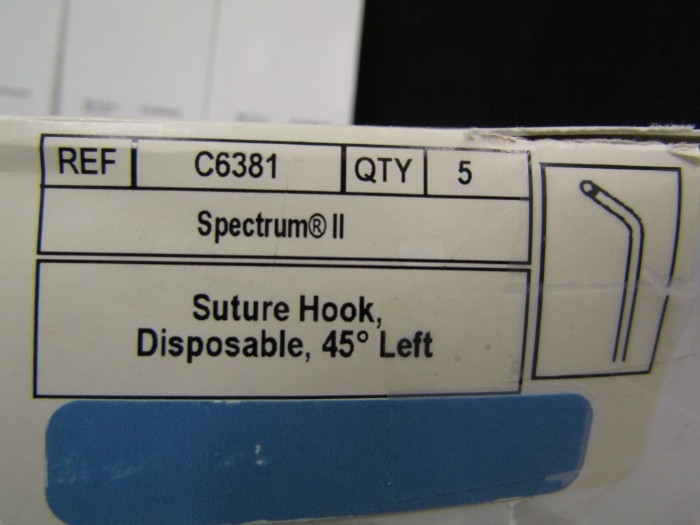 REF C6381 QTY 5
Spectrum® II
Suture Hook,
Disposable, 45° Left